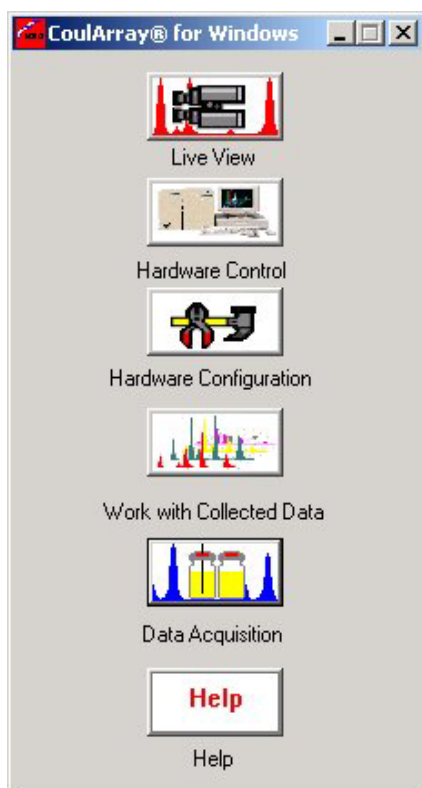 CoulArray® for Windows
Live View
Hardware Control
Hardware Configuration
Work with Collected Data
Data Acquisition
Help
Help